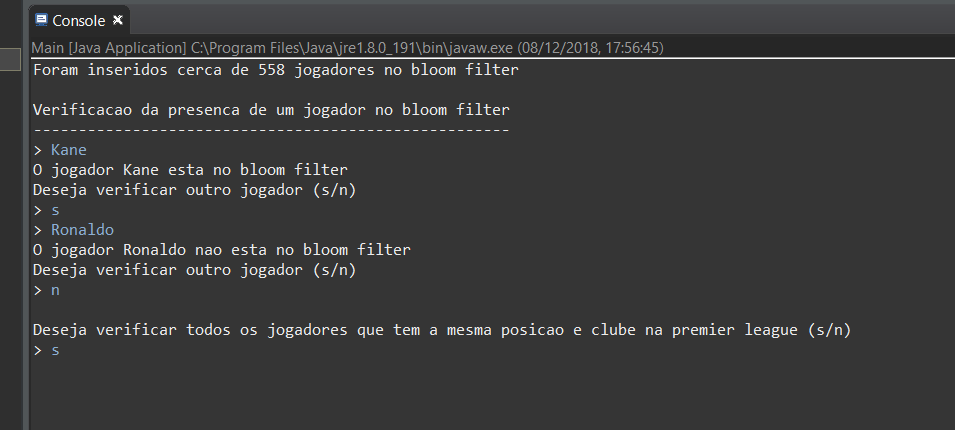 Console
Main [Java Application] C:\Program Files\Java\jre1.8.0_191\bin\javaw.exe (08/12/2018, 17:56:45)
Foram inseridos cerca de 558 jogadores no bloom filter
Verificacao da presenca de um jogador no bloom filter
-----------------------------------------------------
> Kane
O jogador Kane esta no bloom filter
Deseja verificar outro jogador (s/n)
> s
> Ronaldo
O jogador Ronaldo nao esta no bloom filter
Deseja verificar outro jogador (s/n)
> n
Deseja verificar todos os jogadores que tem a mesma posicao e clube na premier league (s/n)
> s